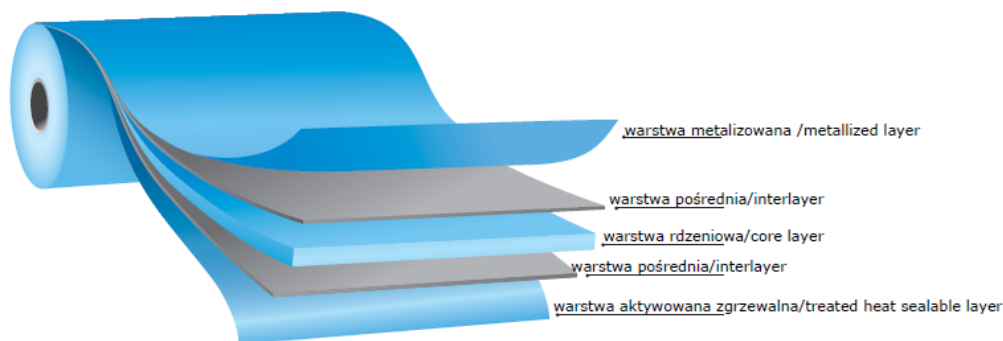 warstwa metalizowana /metallized layer
warstwa pośrednia/interlayer
warstwa rdzeniowa/core layer
warstwa pośrednia/interlayer
warstwa aktywowana zgrzewalna/treated heat sealable layer